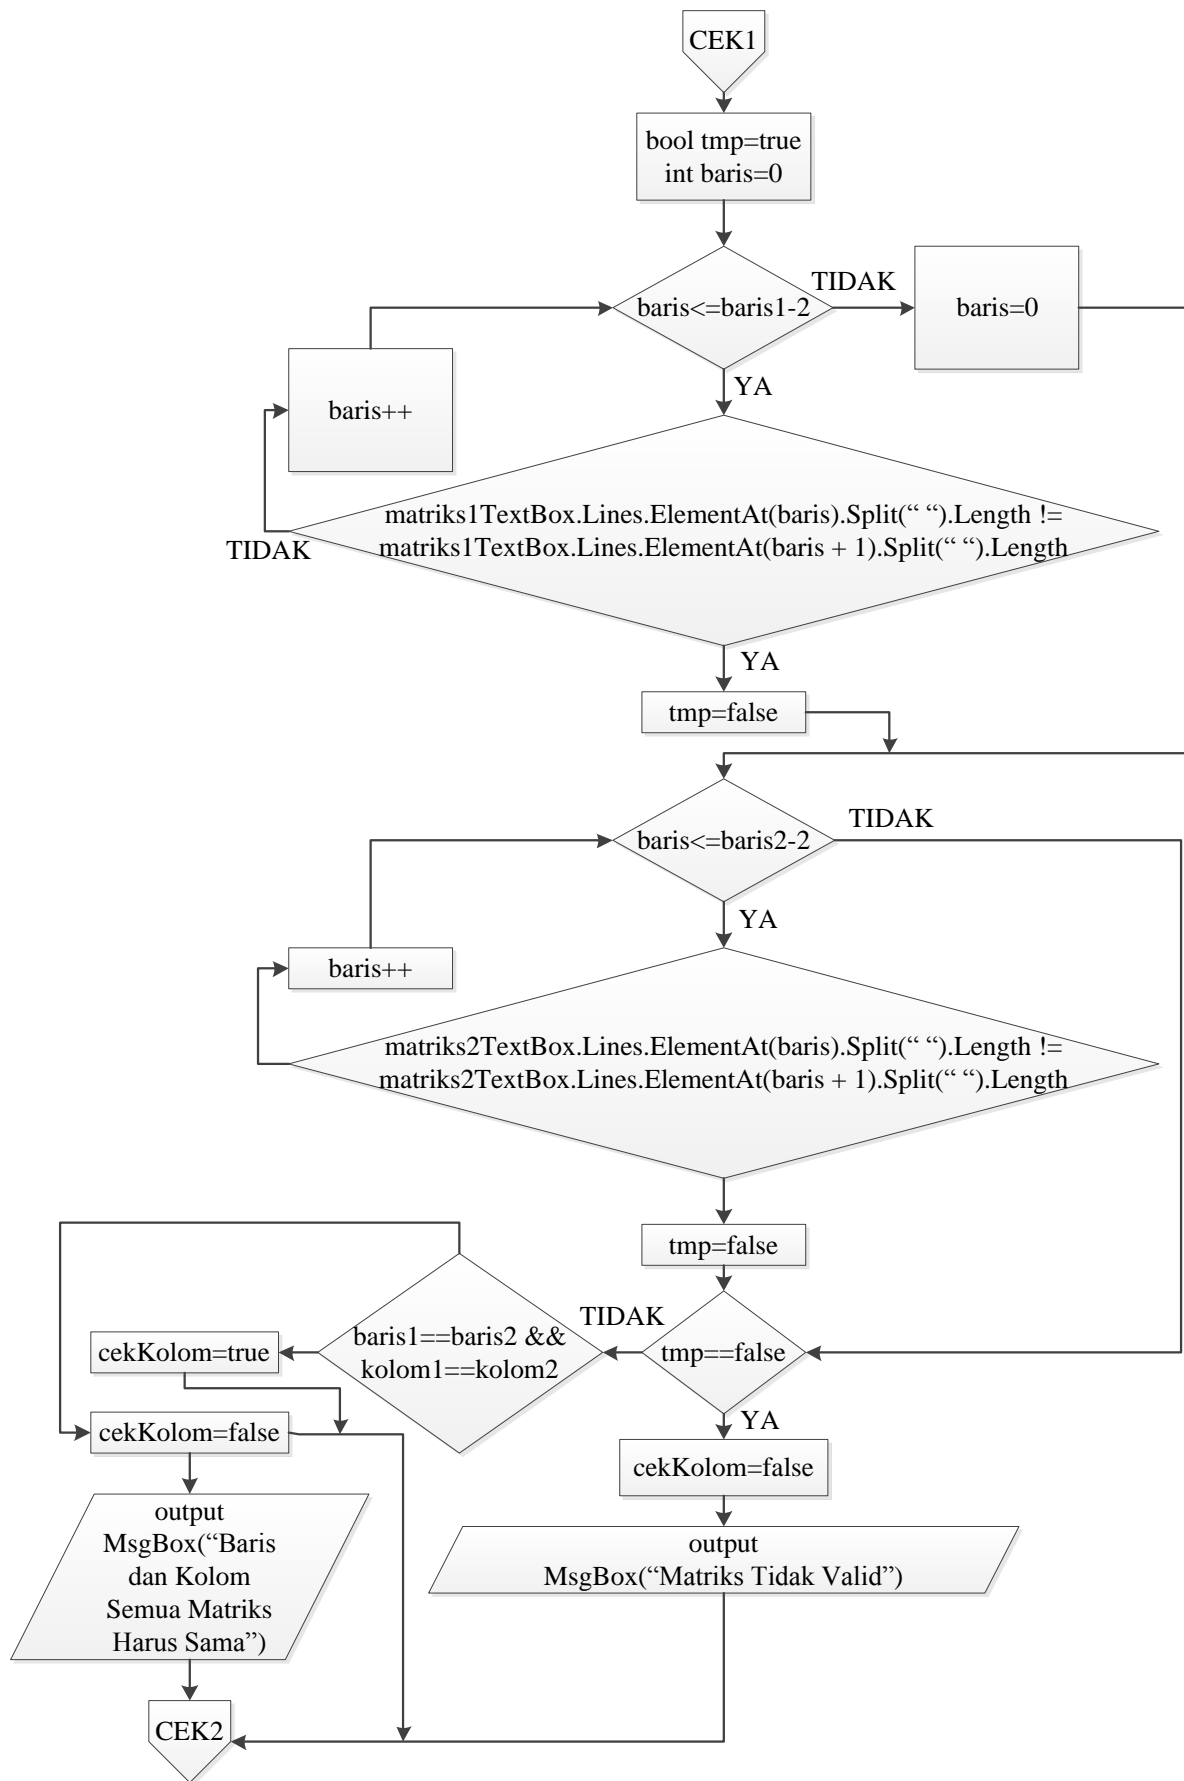 CEK1
bool tmp=true
int baris=0
baris<=baris1-2
TIDAK
baris=0
baris++
YA
matriks1TextBox.Lines.ElementAt(baris).Split(“ “).Length !=
matriks1TextBox.Lines.ElementAt(baris + 1).Split(“ “).Length
TIDAK
YA
tmp=false
baris<=baris2-2
TIDAK
YA
baris++
matriks2TextBox.Lines.ElementAt(baris).Split(“ “).Length !=
matriks2TextBox.Lines.ElementAt(baris + 1).Split(“ “).Length
tmp=false
TIDAK
baris1==baris2 &&
kolom1==kolom2
cekKolom=true
tmp==false
YA
cekKolom=false
cekKolom=false
output
MsgBox(“Baris
dan Kolom
Semua Matriks
Harus Sama”)
output
MsgBox(“Matriks Tidak Valid”)
CEK2